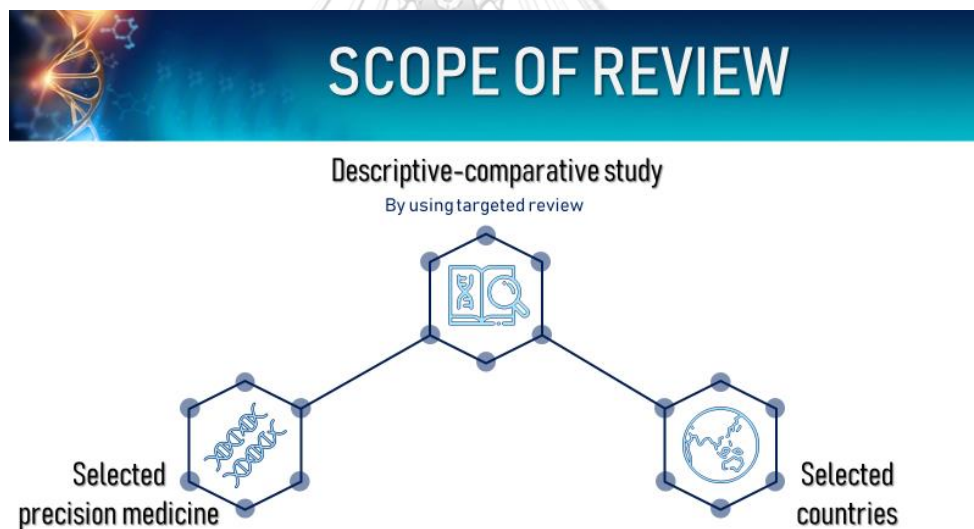 SCOPE OF REVIEW
Descriptive-comparative study
By using targeted review
Selected
precision medicine
Selected
countries